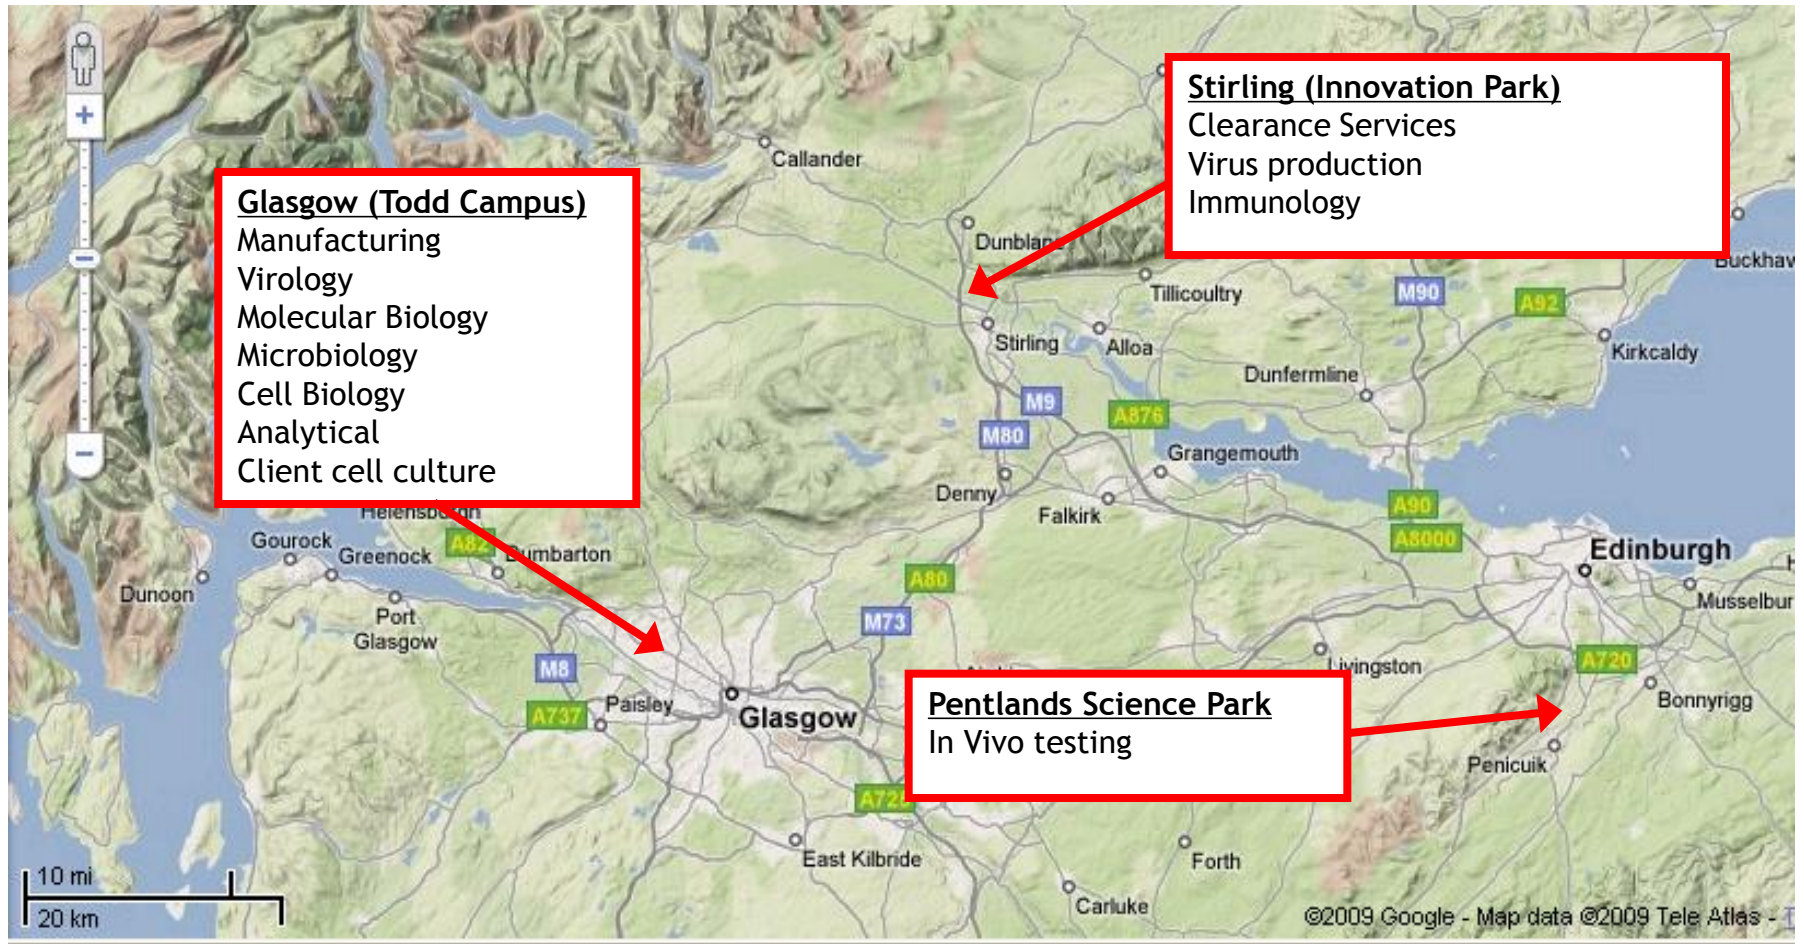 Stirling (Innovation Park)
Clearance Services
Virus production
Immunology
Callander
Glasgow (Todd Campus)
Manufacturing
Virology
Molecular Biology
Microbiology
Cell Biology
Analytical
Client cell culture
Dunblane
Tillicoultry
M90
A92
Stirling
Alloa
Kirkcaldy
Dunfermline
M9
A876
M80
Grangemouth
Denny
Falkirk
A90
A8000
Helensburgh
Gourock
Greenock
A82
Dumbarton
Edinburgh
Dunoon
A80
Port
Glasgow
M73
Musselbur
M8
Livingston
A720
A737
Paisley
Glasgow
Bonnyrigg
Pentlands Science Park
In Vivo testing
Penicuik
East Kilbride
Forth
Carluke
10 mi
20 km
©2009 Google - Map data ©2009 Tele Atlas -